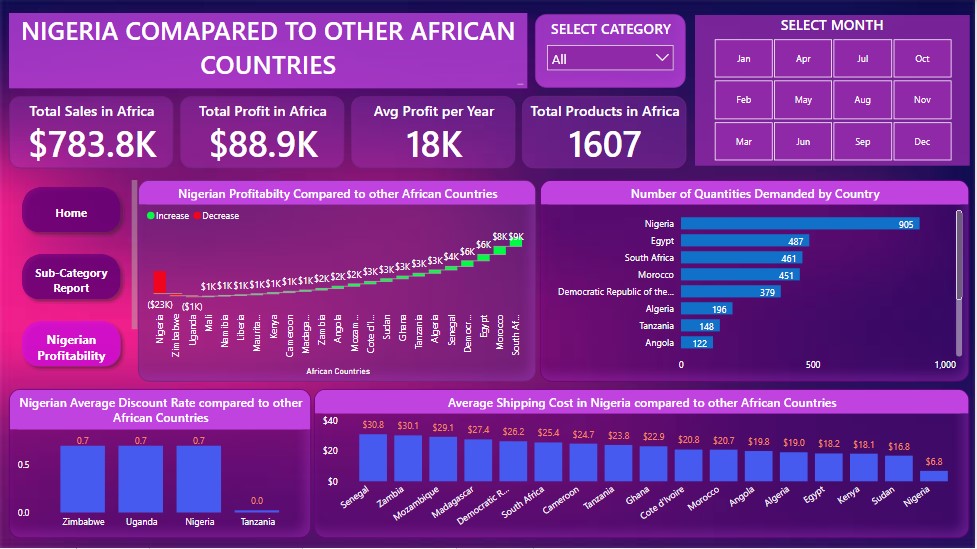 NIGERIA COMAPARED TO OTHER AFRICAN
COUNTRIES
SELECT CATEGORY
All
SELECT MONTH
Jan Apr Jul Oct
Feb May Aug Nov
Mar Jun Sep Dec
Total Sales in Africa
$783.8K
Total Profit in Africa
$88.9K
Avg Profit per Year
18K
Total Products in Africa
1607
Home
Sub-Category
Report
Nigerian
Profitability
Nigerian Profitabilty Compared to other African Countries
Increase Decrease
($23K) ($1K) $1K $1K $1K $1K $1K $1K $1K $2K $2K $2K $3K $3K $3K $3K $3K $4K $6K $6K $8K $9K
Nigeria
Zimbabwe
Uganda
Mali
Namibia
Liberia
Maurita...
Kenya
Cameroon
Madaga...
Zambia
Angola
Mozam...
Cote d'I...
Sudan
Ghana
Tanzania
Algeria
Senegal
Democr...
Egypt
Morocco
South Af...
African Countries
Number of Quantities Demanded by Country
Nigeria 905
Egypt 487
South Africa 461
Morocco 451
Democratic Republic of the... 379
Algeria 196
Tanzania 148
Angola 122
0 500 1,000
Nigerian Average Discount Rate compared to other
African Countries
0.7 0.7 0.7 0.0
0.5
0.0
Zimbabwe Uganda Nigeria Tanzania
Average Shipping Cost in Nigeria compared to other African Countries
$40
$20
$0
$30.8 $30.1 $29.1 $27.4 $26.2 $25.4 $24.7 $23.8 $22.9 $20.8 $20.7 $19.8 $19.0 $18.2 $18.1 $16.8 $6.8
Senegal
Zambia
Mozambique
Madagascar
Democratic R...
South Africa
Cameroon
Tanzania
Ghana
Cote d'Ivoire
Morocco
Angola
Algeria
Egypt
Kenya
Sudan
Nigeria